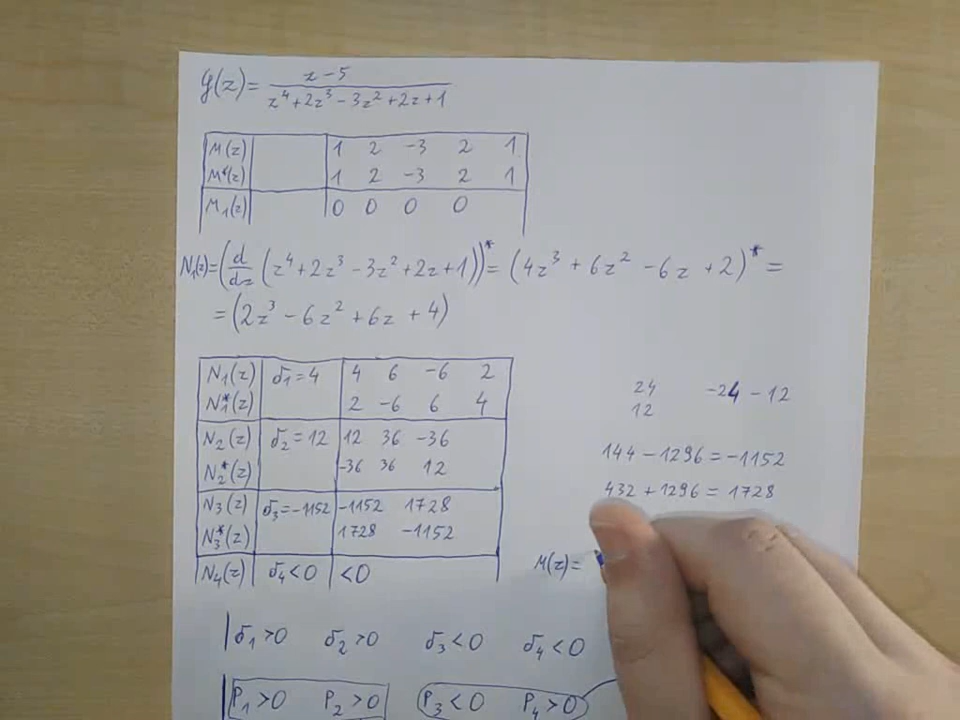 g(z) = (z-5)/(z⁴+2z³-3z²+2z+1)
M(z) 1 2 -3 2 1
M*(z) 1 2 -3 2 1
M₁(z) 0 0 0 0
N₁(z) = (d/dz (z⁴+2z³-3z²+2z+1))* = (4z³+6z²-6z+2)* =
= (2z³-6z²+6z+4)
N₁(z) δ₁=4 4 6 -6 2
N₁*(z) 2 -6 6 4
N₂(z) δ₂=12 12 36 -36
N₂*(z) -36 36 12
N₃(z) δ₃=-1152 -1152 1728
N₃*(z) 1728 -1152
N₄(z) δ₄<0 <0
24 -24-12
12
144-1296=-1152
432+1296=1728
M(z)=
δ₁>0 δ₂>0 δ₃<0 δ₄<0
P₁>0 P₂>0 P₃<0 P₄>0